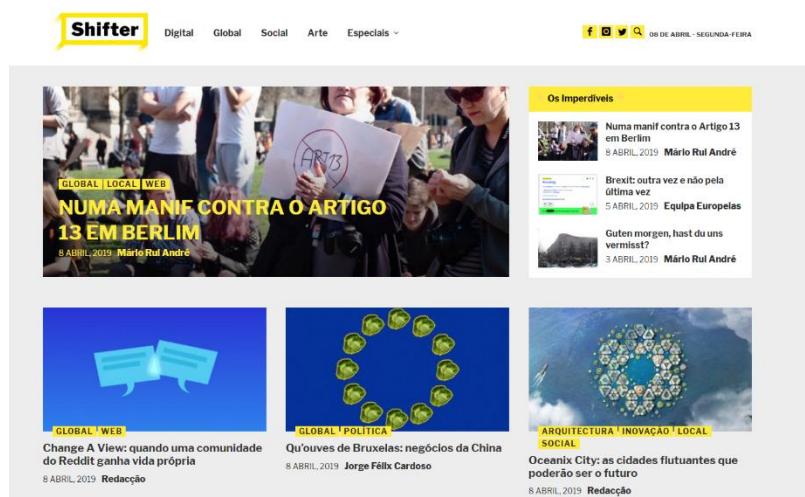 Shifter
Digital Global Social Arte Especiais
08 DE ABRIL - SEGUNDA-FEIRA
ART13
GLOBAL LOCAL WEB
NUMA MANIF CONTRA O ARTIGO
13 EM BERLIM
8 ABRIL, 2019 Mário Rui André
Os Imperdíveis
Numa manif contra o Artigo 13
em Berlim
8 ABRIL, 2019 Mário Rui André
Brexit: outra vez e não pela
última vez
5 ABRIL, 2019 Equipa Europeias
Guten morgen, hast du uns
vermisst?
3 ABRIL, 2019 Mário Rui André
GLOBAL WEB
Change A View: quando uma comunidade
do Reddit ganha vida própria
8 ABRIL, 2019 Redacção
GLOBAL POLÍTICA
Qu'ouves de Bruxelas: negócios da China
8 ABRIL, 2019 Jorge Félix Cardoso
ARQUITECTURA INOVAÇÃO LOCAL
SOCIAL
Oceanix City: as cidades flutuantes que
poderão ser o futuro
8 ABRIL, 2019 Redacção